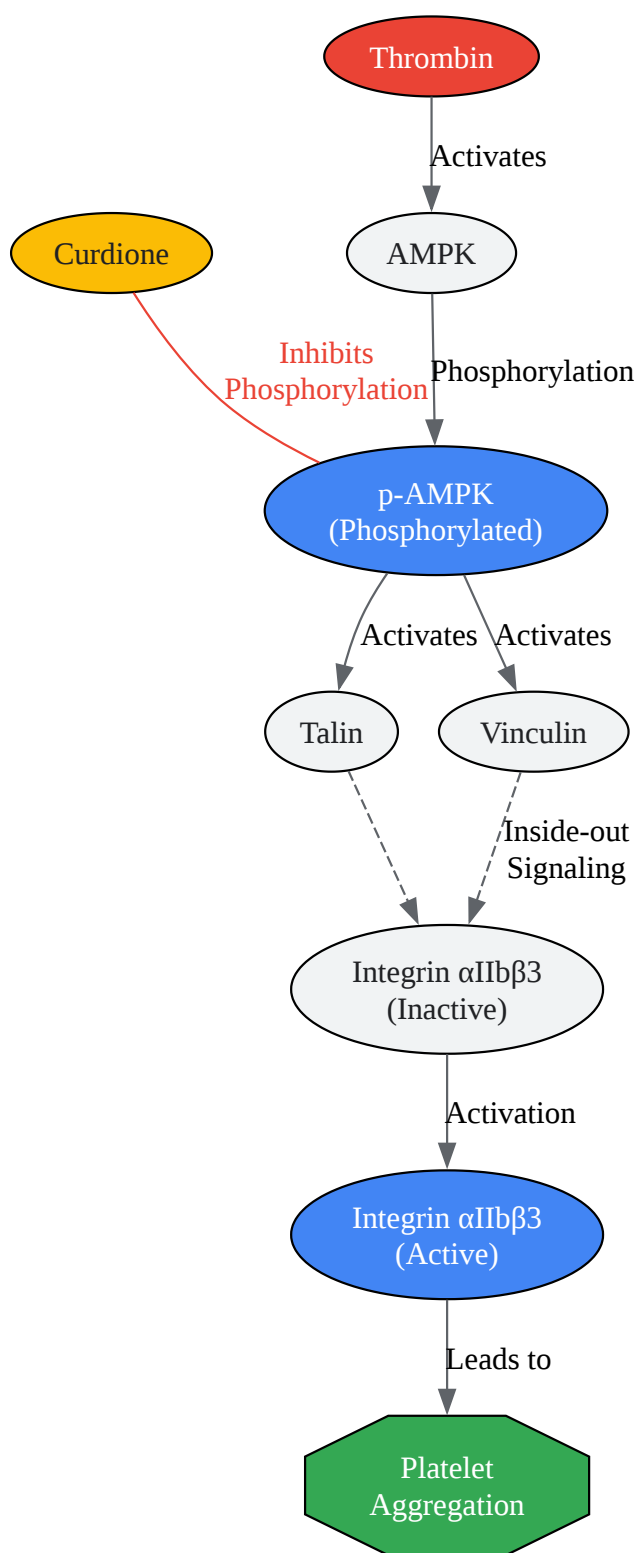 Thrombin
Activates
Curdione
AMPK
Inhibits
Phosphorylation
Phosphorylation
p-AMPK
(Phosphorylated)
Activates
Activates
Talin
Vinculin
Inside-out
Signaling
Integrin αIIbβ3
(Inactive)
Activation
Integrin αIIbβ3
(Active)
Leads to
Platelet
Aggregation